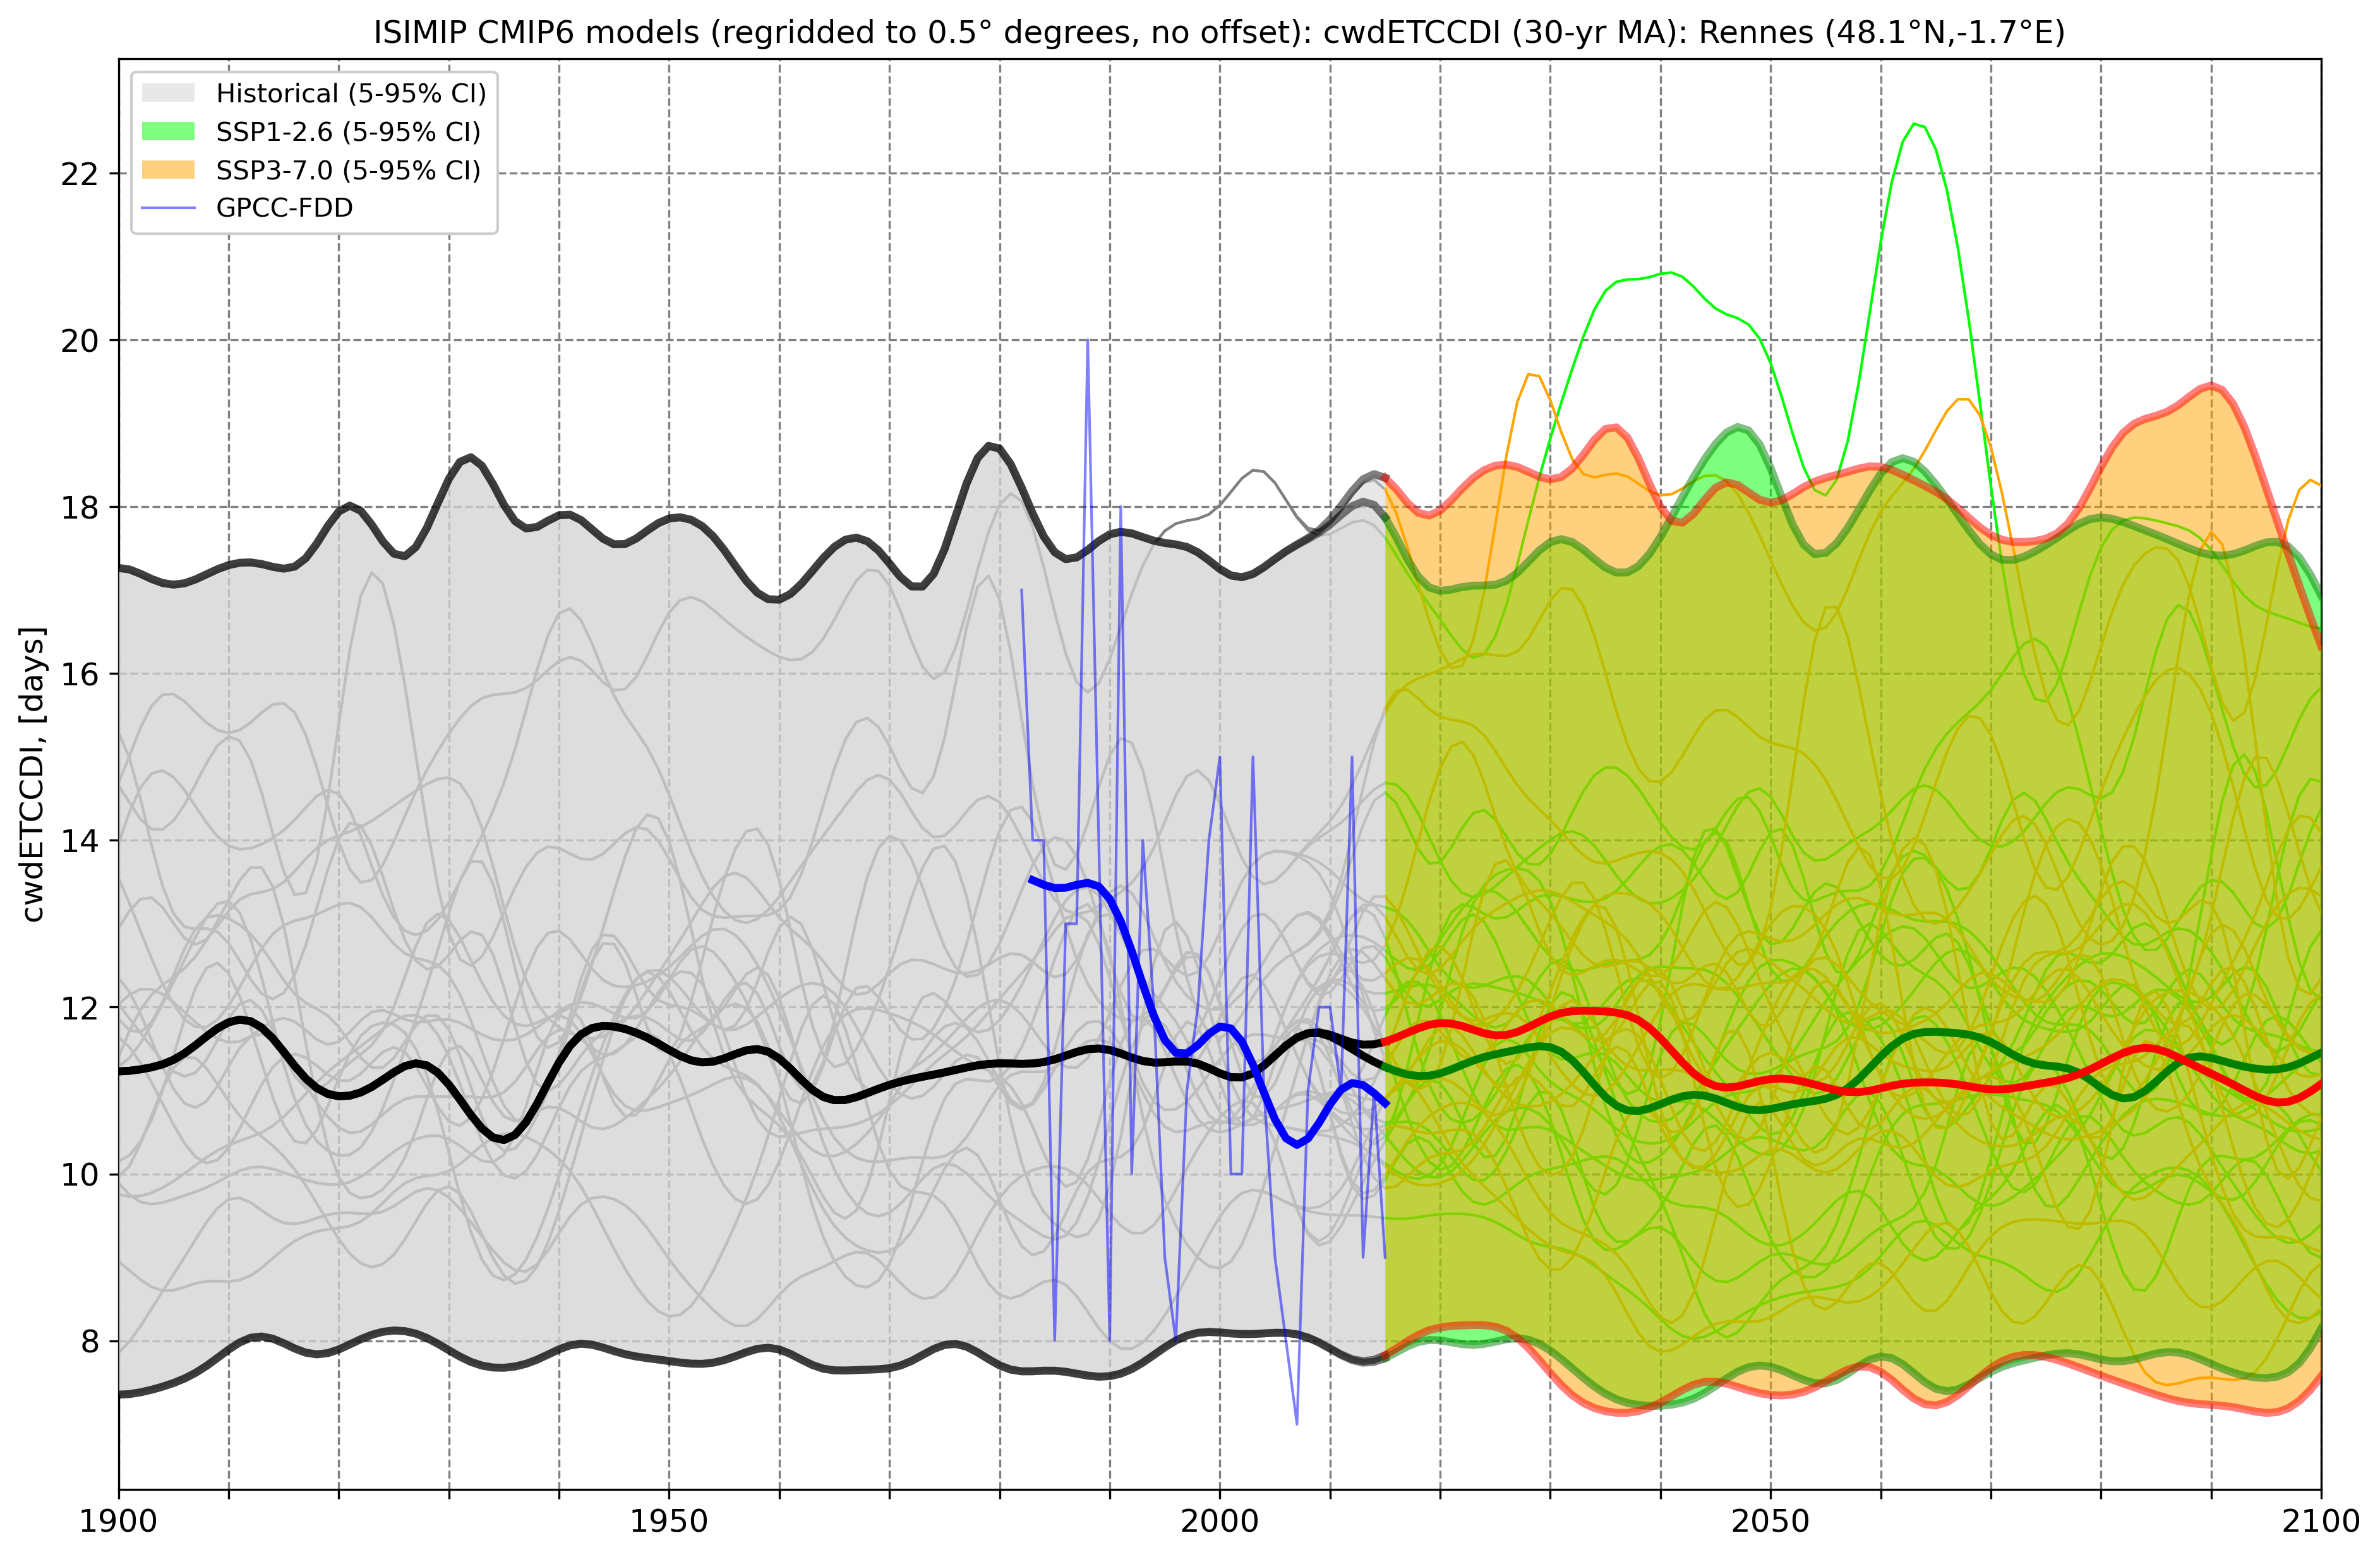 ISIMIP CMIP6 models (regridded to 0.5° degrees, no offset): cwdETCCDI (30-yr MA): Rennes (48.1°N,-1.7°E)
Historical (5-95% CI)
SSP1-2.6 (5-95% CI)
SSP3-7.0 (5-95% CI)
GPCC-FDD
cwdETCCDI, [days]
22
20
18
16
14
12
10
8
1900 1950 2000 2050 2100